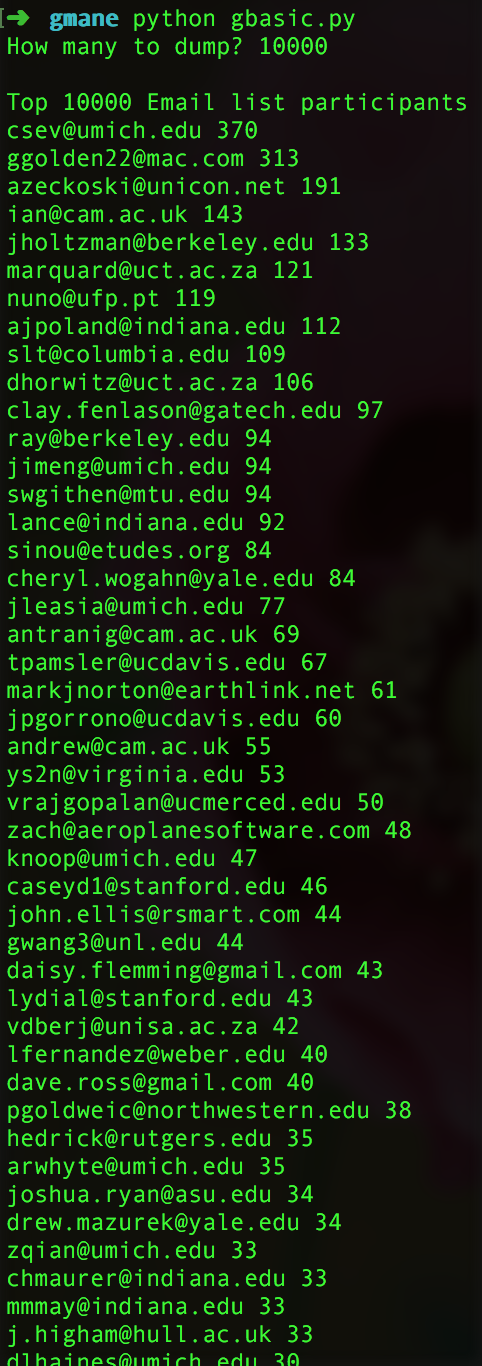 [➜ gmane python gbasic.py
How many to dump? 10000
Top 10000 Email list participants
csev@umich.edu 370
ggolden22@mac.com 313
azeckoski@unicon.net 191
ian@cam.ac.uk 143
jholtzman@berkeley.edu 133
marquard@uct.ac.za 121
nuno@ufp.pt 119
ajpoland@indiana.edu 112
slt@columbia.edu 109
dhorwitz@uct.ac.za 106
clay.fenlason@gatech.edu 97
ray@berkeley.edu 94
jimeng@umich.edu 94
swgithen@mtu.edu 94
lance@indiana.edu 92
sinou@etudes.org 84
cheryl.wogahn@yale.edu 84
jleasia@umich.edu 77
antranig@cam.ac.uk 69
tpamsler@ucdavis.edu 67
markjnorton@earthlink.net 61
jpgorrono@ucdavis.edu 60
andrew@cam.ac.uk 55
ys2n@virginia.edu 53
vrajgopalan@ucmerced.edu 50
zach@aeroplanesoftware.com 48
knoop@umich.edu 47
caseyd1@stanford.edu 46
john.ellis@rsmart.com 44
gwang3@unl.edu 44
daisy.flemming@gmail.com 43
lydial@stanford.edu 43
vdberj@unisa.ac.za 42
lfernandez@weber.edu 40
dave.ross@gmail.com 40
pgoldweic@northwestern.edu 38
hedrick@rutgers.edu 35
arwhyte@umich.edu 35
joshua.ryan@asu.edu 34
drew.mazurek@yale.edu 34
zqian@umich.edu 33
chmaurer@indiana.edu 33
mmmay@indiana.edu 33
j.higham@hull.ac.uk 33
dlhaines@umich.edu 30